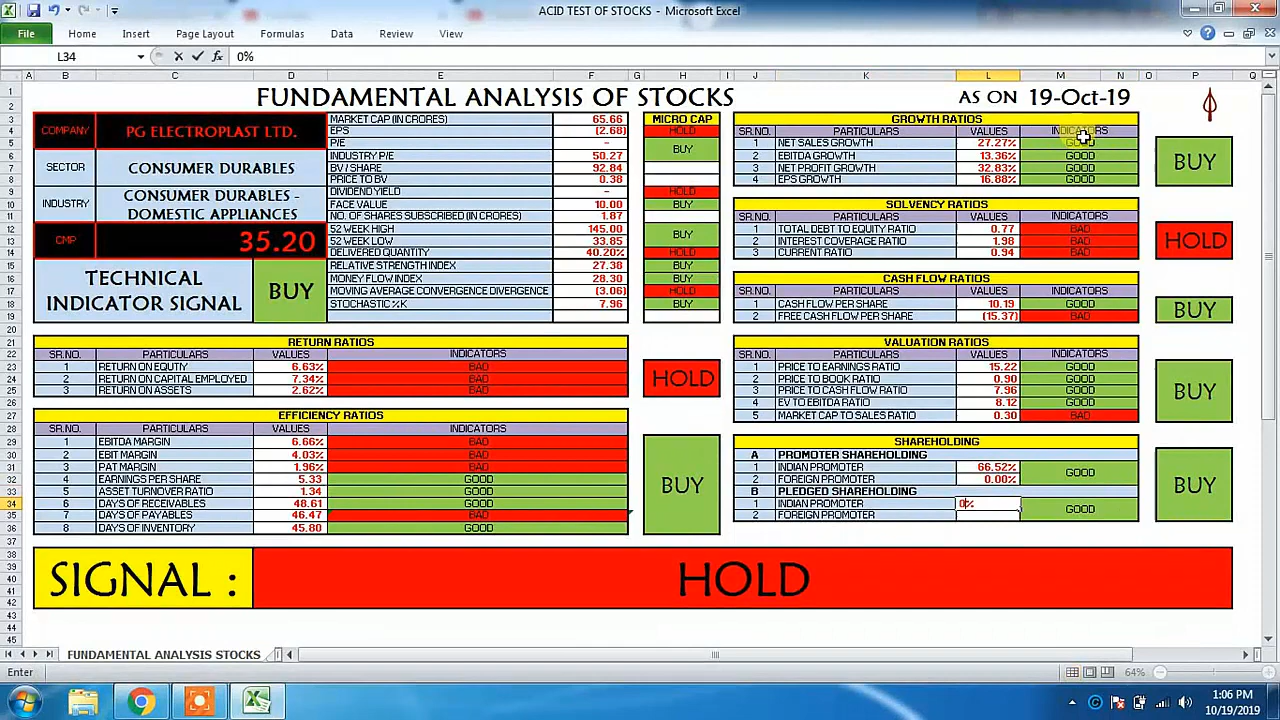 ACID TEST OF STOCKS - Microsoft Excel
File Home Insert Page Layout Formulas Data Review View
L34 fx 0%
A B C D E F G H I J K L M N O P Q
FUNDAMENTAL ANALYSIS OF STOCKS AS ON 19-Oct-19
COMPANY PG ELECTROPLAST LTD.
SECTOR CONSUMER DURABLES
INDUSTRY CONSUMER DURABLES -
DOMESTIC APPLIANCES
CMP 35.20
TECHNICAL
INDICATOR SIGNAL BUY
MARKET CAP (IN CRORES) 65.66 MICRO CAP
EPS (2.68) HOLD
P/E - BUY
INDUSTRY P/E 50.27
BV / SHARE 92.84
PRICE TO BV 0.38
DIVIDEND YIELD - HOLD
FACE VALUE 10.00 BUY
NO. OF SHARES SUBSCRIBED (IN CRORES) 1.87
52 WEEK HIGH 145.00 BUY
52 WEEK LOW 33.85
DELIVERY QUANTITY 40.20% HOLD
RELATIVE STRENGTH INDEX 27.38 BUY
MONEY FLOW INDEX 28.30 BUY
MOVING AVERAGE CONVERGENCE DIVERGENCE (3.06) HOLD
STOCHASTIC %K 7.96 BUY
GROWTH RATIOS
SR.NO. PARTICULARS VALUES INDICATORS
1 NET SALES GROWTH 27.27% GOOD
2 EBITDA GROWTH 13.36% GOOD
3 NET PROFIT GROWTH 32.83% GOOD
4 EPS GROWTH 16.88% GOOD
BUY
SOLVENCY RATIOS
SR.NO. PARTICULARS VALUES INDICATORS
1 TOTAL DEBT TO EQUITY RATIO 0.77 BAD
2 INTEREST COVERAGE RATIO 1.98 BAD
3 CURRENT RATIO 0.94 BAD
HOLD
CASH FLOW RATIOS
SR.NO. PARTICULARS VALUES INDICATORS
1 CASH FLOW PER SHARE 10.19 GOOD
2 FREE CASH FLOW PER SHARE (15.37) BAD
BUY
RETURN RATIOS
SR.NO. PARTICULARS VALUES INDICATORS
1 RETURN ON EQUTIY 6.63% BAD
2 RETURN ON CAPITAL EMPLOYED 7.34% BAD
3 RETURN ON ASSETS 2.62% BAD
HOLD
VALUATION RATIOS
SR.NO. PARTICULARS VALUES INDICATORS
1 PRICE TO EARNINGS RATIO 15.22 GOOD
2 PRICE TO BOOK RATIO 0.90 GOOD
3 PRICE TO CASH FLOW RATIO 7.96 GOOD
4 EV TO EBITDA RATIO 8.12 GOOD
5 MARKET CAP TO SALES RATIO 0.30 BAD
BUY
EFFICIENCY RATIOS
SR.NO. PARTICULARS VALUES INDICATORS
1 EBITDA MARGIN 6.66% BAD
2 EBIT MARGIN 4.03% BAD
3 PAT MARGIN 1.96% BAD
4 EARNINGS PER SHARE 5.33 GOOD
5 ASSET TURNOVER RATIO 1.34 GOOD
6 DAYS OF RECEIVABLES 48.61 GOOD
7 DAYS OF PAYABLES 46.47 BAD
8 DAYS OF INVENTORY 45.80 GOOD
BUY
SHAREHOLDING
A PROMOTER SHAREHOLDING
1 INDIAN PROMOTER 66.52% GOOD
2 FOREIGN PROMOTER 0.00%
B PLEDGED SHAREHOLDING
1 INDIAN PROMOTER 0% GOOD
2 FOREIGN PROMOTER
BUY
SIGNAL : HOLD
FUNDAMENTAL ANALYSIS STOCKS
Enter 64%
1:06 PM
10/19/2019